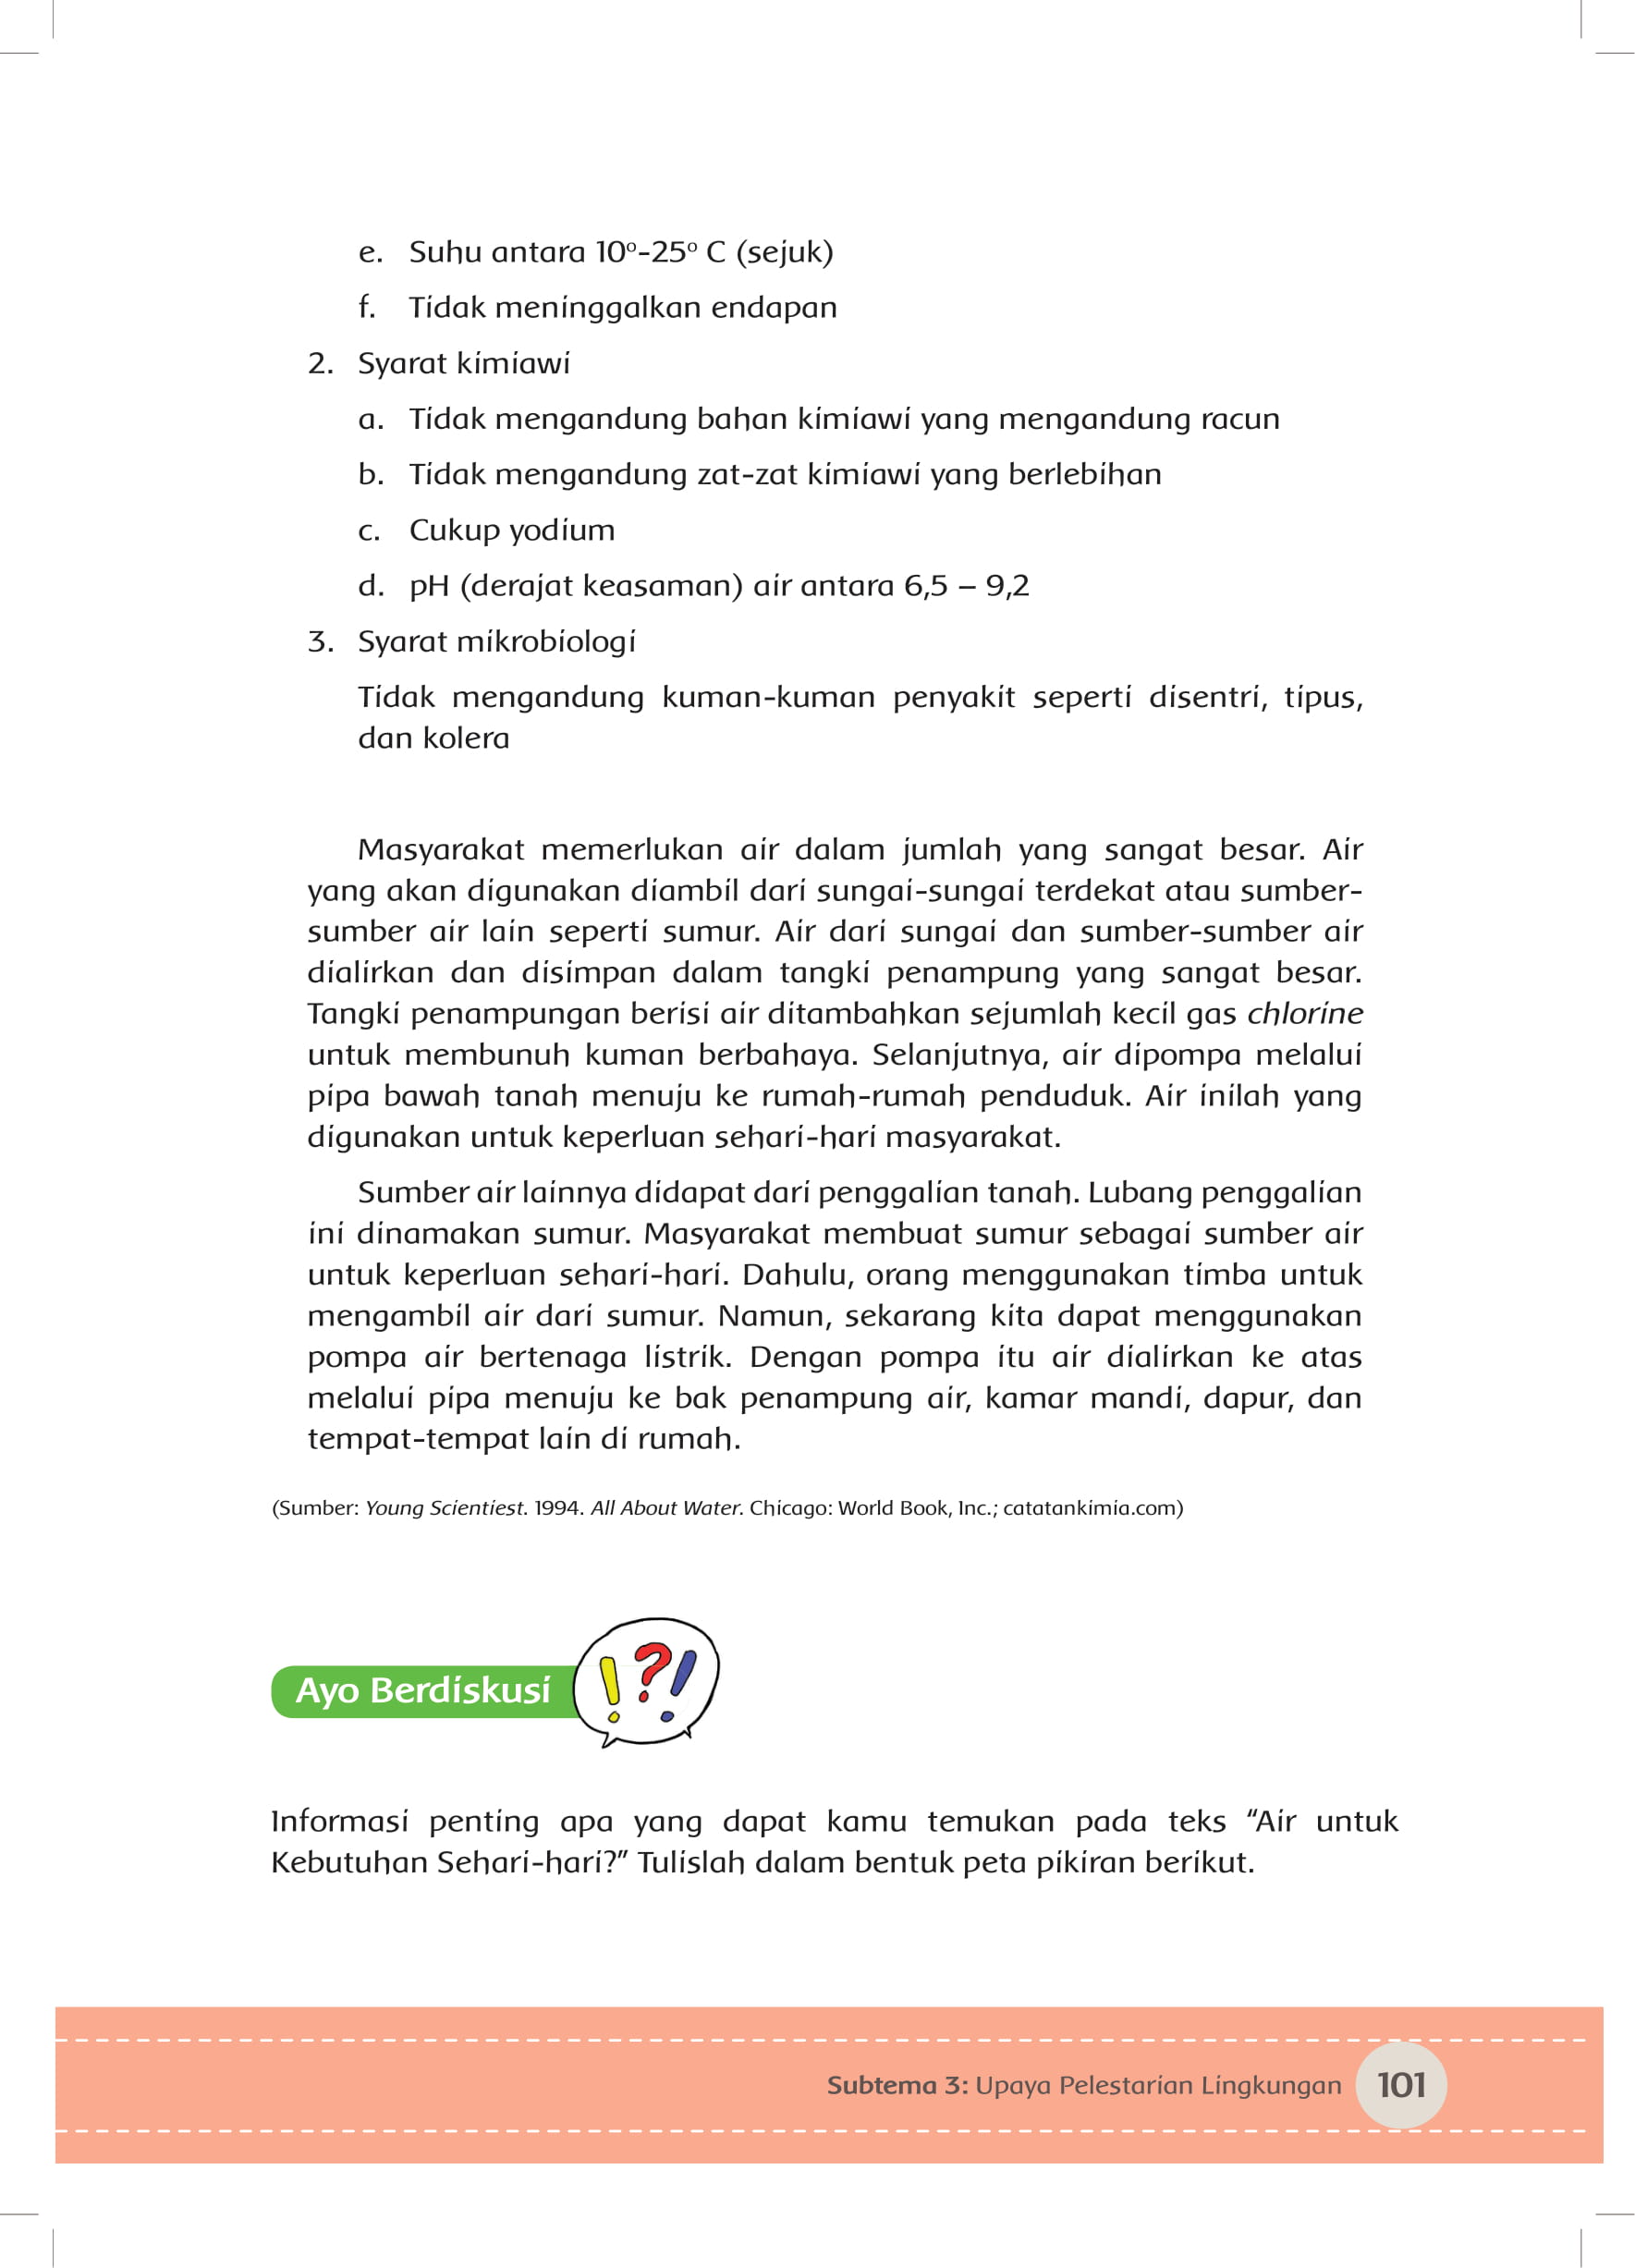 e. Suhu antara 10º-25º C (sejuk)
f. Tidak meninggalkan endapan
2. Syarat kimiawi
a. Tidak mengandung bahan kimiawi yang mengandung racun
b. Tidak mengandung zat-zat kimiawi yang berlebihan
c. Cukup yodium
d. pH (derajat keasaman) air antara 6,5 – 9,2
3. Syarat mikrobiologi
Tidak mengandung kuman-kuman penyakit seperti disentri, tipus,
dan kolera
Masyarakat memerlukan air dalam jumlah yang sangat besar. Air
yang akan digunakan diambil dari sungai-sungai terdekat atau sumber-
sumber air lain seperti sumur. Air dari sungai dan sumber-sumber air
dialirkan dan disimpan dalam tangki penampung yang sangat besar.
Tangki penampungan berisi air ditambahkan sejumlah kecil gas chlorine
untuk membunuh kuman berbahaya. Selanjutnya, air dipompa melalui
pipa bawah tanah menuju ke rumah-rumah penduduk. Air inilah yang
digunakan untuk keperluan sehari-hari masyarakat.
Sumber air lainnya didapat dari penggalian tanah. Lubang penggalian
ini dinamakan sumur. Masyarakat membuat sumur sebagai sumber air
untuk keperluan sehari-hari. Dahulu, orang menggunakan timba untuk
mengambil air dari sumur. Namun, sekarang kita dapat menggunakan
pompa air bertenaga listrik. Dengan pompa itu air dialirkan ke atas
melalui pipa menuju ke bak penampung air, kamar mandi, dapur, dan
tempat-tempat lain di rumah.
(Sumber: Young Scientiest. 1994. All About Water. Chicago: World Book, Inc.; catatankimia.com)
Ayo Berdiskusi
!?!
Informasi penting apa yang dapat kamu temukan pada teks “Air untuk
Kebutuhan Sehari-hari?” Tulislah dalam bentuk peta pikiran berikut.
Subtema 3: Upaya Pelestarian Lingkungan 101